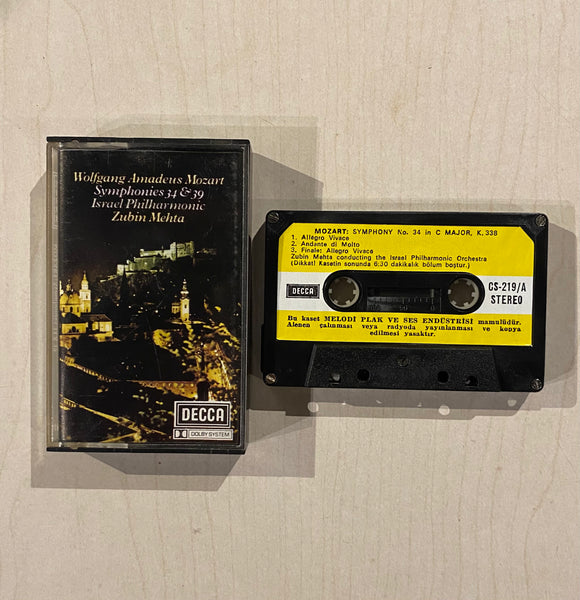 Wolfgang Amadeus Mozart
Symphonies 34 & 39
Israel Philharmonic
Zubin Mehta
DECCA
DOLBY SYSTEM
MOZART: SYMPHONY No. 34 in C MAJOR, K. 338
1. Allegro Vivace
2. Andante di Molto
3. Finale: Allegro Vivace
Zubin Mehta conducting the Israel Philharmonic Orchestra
(Dikkat! Kasetin sonunda 6:30 dakikalık bölüm boştur.)
DECCA
CS-219/A
STEREO
Bu kaset MELODİ PLAK VE SES ENDÜSTRİSİ mamulüdür.
Alenen çalınması veya radyoda yayınlanması ve kopya
edilmesi yasaktır.